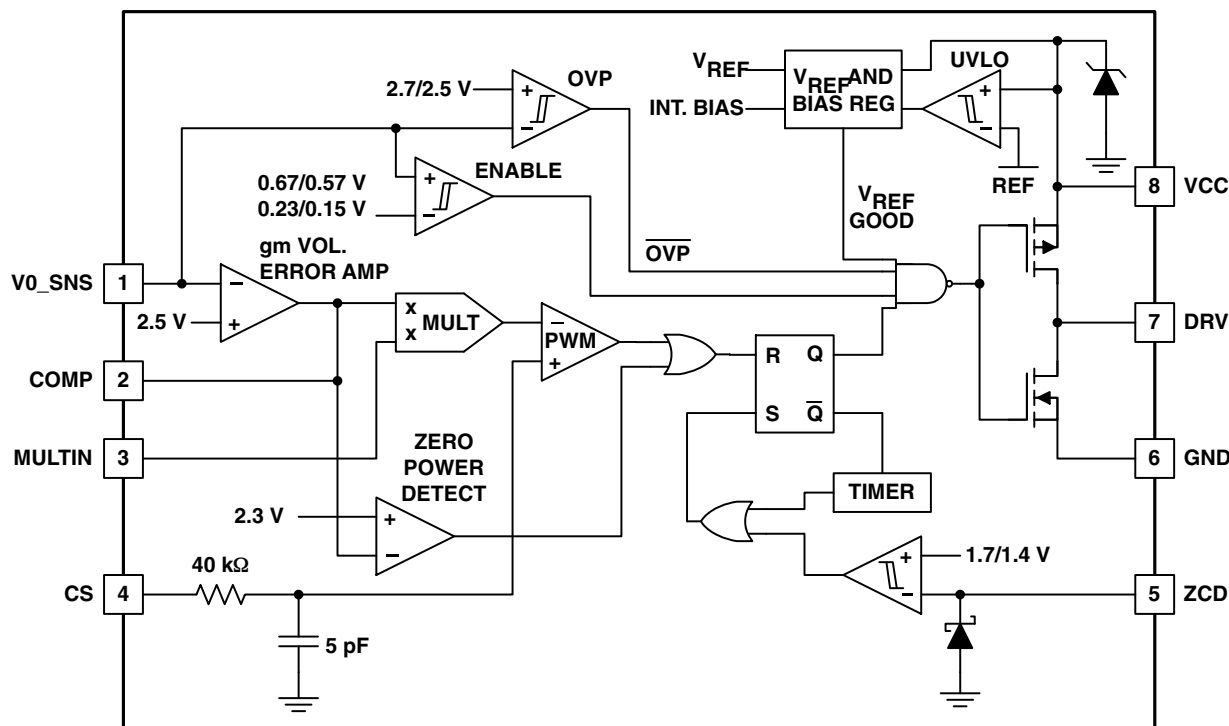 OVP
2.7/2.5 V
+
−
VREF
INT. BIAS
VREF AND
BIAS REG
UVLO
+
−
REF
ENABLE
0.67/0.57 V
0.23/0.15 V
+
−
VREF
GOOD
8
VCC
gm VOL.
ERROR AMP
OVP
V0_SNS
1
−
+
2.5 V
x
x
MULT
−
PWM
+
7
DRV
COMP
2
R
Q
S
Q
MULTIN
3
ZERO
POWER
DETECT
6
GND
TIMER
2.3 V
+
−
+
−
1.7/1.4 V
CS
4
40 kΩ
5
ZCD
5 pF